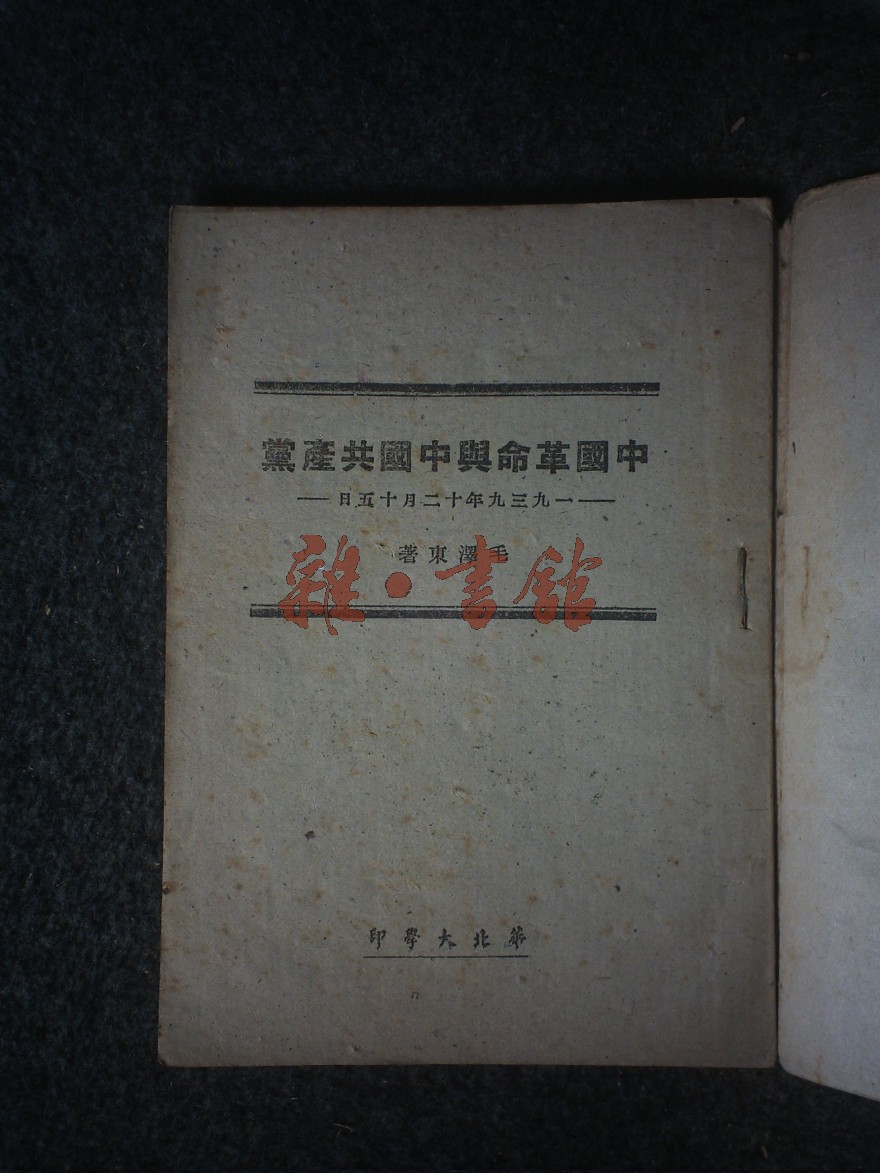 中國革命與中國共產黨
——一九三九年十二月十五日——
毛澤東著
雜·書館
華北大學印